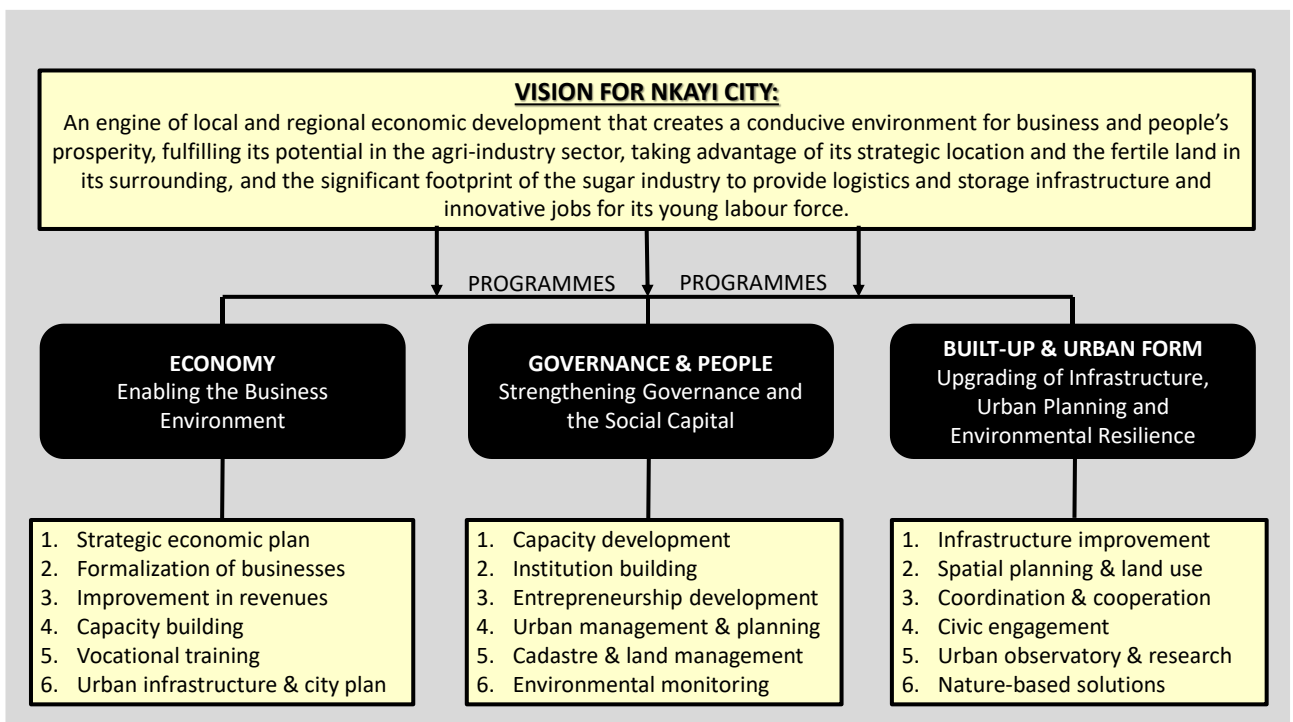 VISION FOR NKAYI CITY:
An engine of local and regional economic development that creates a conducive environment for business and people's
prosperity, fulfilling its potential in the agri-industry sector, taking advantage of its strategic location and the fertile land in
its surrounding, and the significant footprint of the sugar industry to provide logistics and storage infrastructure and
innovative jobs for its young labour force.
PROGRAMMES
PROGRAMMES
ECONOMY
Enabling the Business
Environment
GOVERNANCE & PEOPLE
Strengthening Governance and
the Social Capital
BUILT-UP & URBAN FORM
Upgrading of Infrastructure,
Urban Planning and
Environmental Resilience
1. Strategic economic plan
2. Formalization of businesses
3. Improvement in revenues
4. Capacity building
5. Vocational training
6. Urban infrastructure & city plan
1. Capacity development
2. Institution building
3. Entrepreneurship development
4. Urban management & planning
5. Cadastre & land management
6. Environmental monitoring
1. Infrastructure improvement
2. Spatial planning & land use
3. Coordination & cooperation
4. Civic engagement
5. Urban observatory & research
6. Nature-based solutions